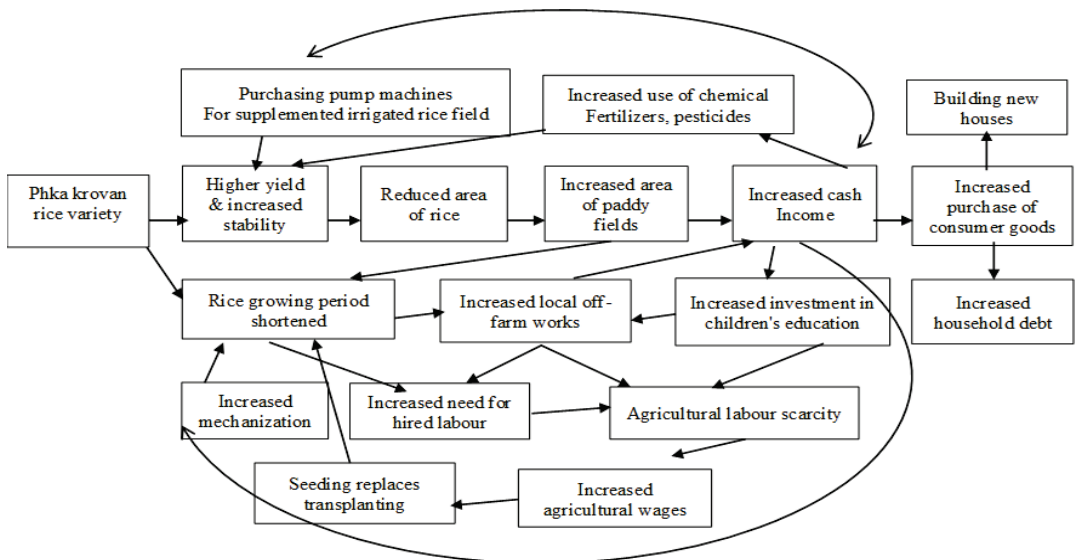 Purchasing pump machines
For supplemented irrigated rice field
Increased use of chemical
Fertilizers, pesticides
Building new
houses
Phka krovan
rice variety
Higher yield
& increased
stability
Reduced area
of rice
Increased area
of paddy
fields
Increased cash
Income
Increased
purchase of
consumer goods
Rice growing period
shortened
Increased local off -
farm works
Increased investment in
children's education
Increased
household debt
Increased
mechanization
Increased need for
hired labour
Agricultural labour scarcity
Seeding replaces
transplanting
Increased
agricultural wages